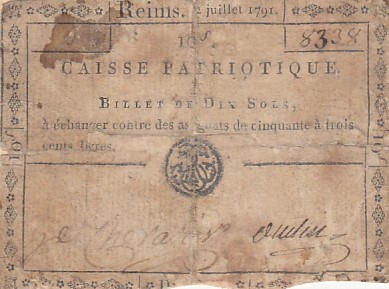 Reims. 2 juillet 1791.
10ˢ. 8338
CAISSE PATRIOTIQUE.
BILLET DE DIX SOLS,
à échanger contre des assignats de cinquante à trois
cents livres.
10ˢ